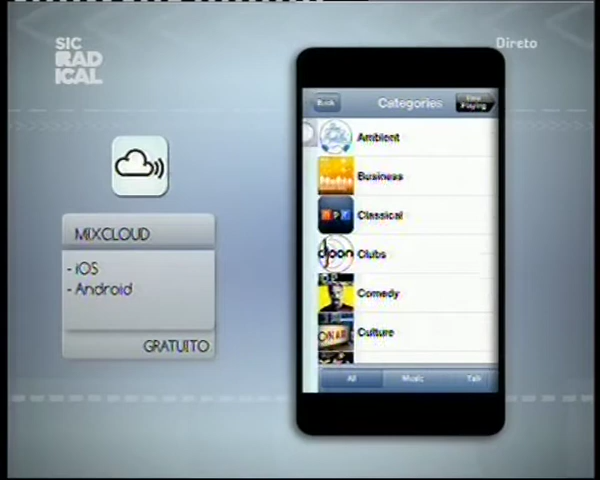 SIC
RAD
ICAL
Direto
MIXCLOUD
- iOS
- Android
GRATUITO
Back
Categories
Now Playing
Ambient
Business
Classical
djoon
Clubs
Comedy
Culture
All
Music
Talk